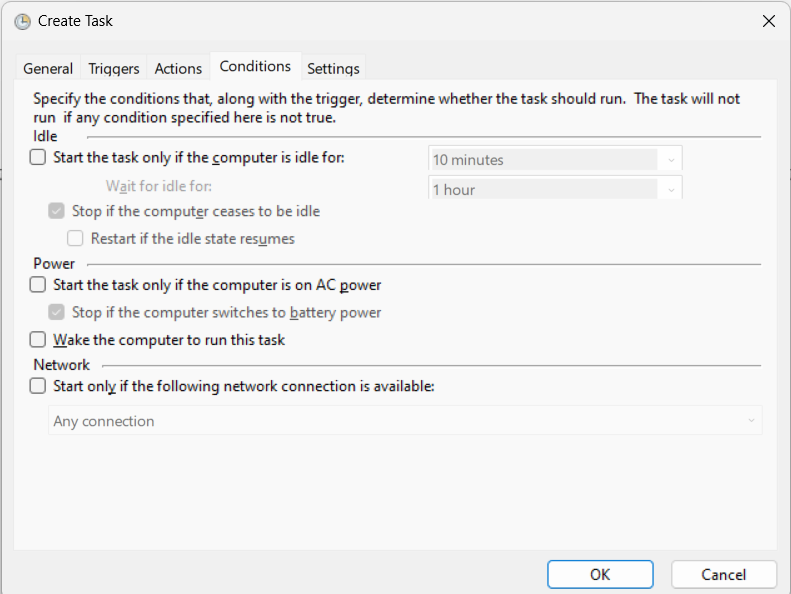 Create Task
General Triggers Actions Conditions Settings
Specify the conditions that, along with the trigger, determine whether the task should run.  The task will not
run  if any condition specified here is not true.
Idle
Start the task only if the computer is idle for: 10 minutes
Wait for idle for: 1 hour
Stop if the computer ceases to be idle
Restart if the idle state resumes
Power
Start the task only if the computer is on AC power
Stop if the computer switches to battery power
Wake the computer to run this task
Network
Start only if the following network connection is available:
Any connection
OK Cancel